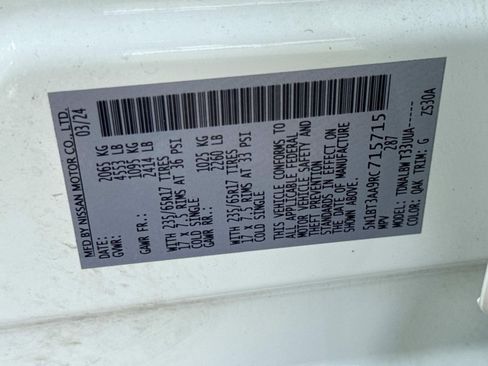 MFD BY NISSAN MOTOR CO., LTD.
DATE: 03/24
GVWR: 2065 KG
4553 LB
GAWR FR: 1095 KG
2414 LB
WITH 235/65R17 TIRES
17 X 7.5 RIMS AT 36 PSI
COLD SINGLE
GAWR RR: 1025 KG
2260 LB
WITH 235/65R17 TIRES
17 X 7.5 RIMS AT 33 PSI
COLD SINGLE
THIS VEHICLE CONFORMS TO
ALL APPLICABLE FEDERAL
MOTOR VEHICLE SAFETY AND
THEFT PREVENTION
STANDARDS IN EFFECT ON
THE DATE OF MANUFACTURE
SHOWN ABOVE.
5N1BT3AA9RC715715
MPV 287
TDNALBW T33UUA------
COLOR: QAK TRIM: G ZS30A